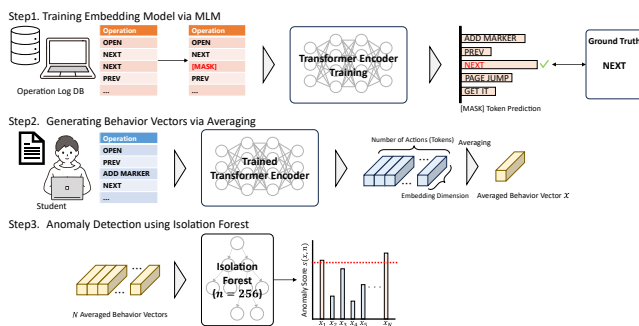 Step1. Training Embedding Model via MLM
Operation
OPEN
NEXT
NEXT
PREV
...
Operation
OPEN
NEXT
[MASK]
PREV
...
Operation Log DB
Transformer Encoder
Training
ADD MARKER
PREV
NEXT
PAGE JUMP
GET IT
[MASK] Token Prediction
Ground Truth
NEXT
Step2. Generating Behavior Vectors via Averaging
Operation
OPEN
PREV
ADD MARKER
NEXT
...
Student
Trained
Transformer Encoder
Number of Actions (Tokens)
...
...
Embedding Dimension
Averaging
Averaged Behavior Vector x
Step3. Anomaly Detection using Isolation Forest
...
...
N Averaged Behavior Vectors
Isolation
Forest
(n = 256)
Anomaly Score s(x, n)
x₁ x₂ x₃ x₄ x₅ ... x_N